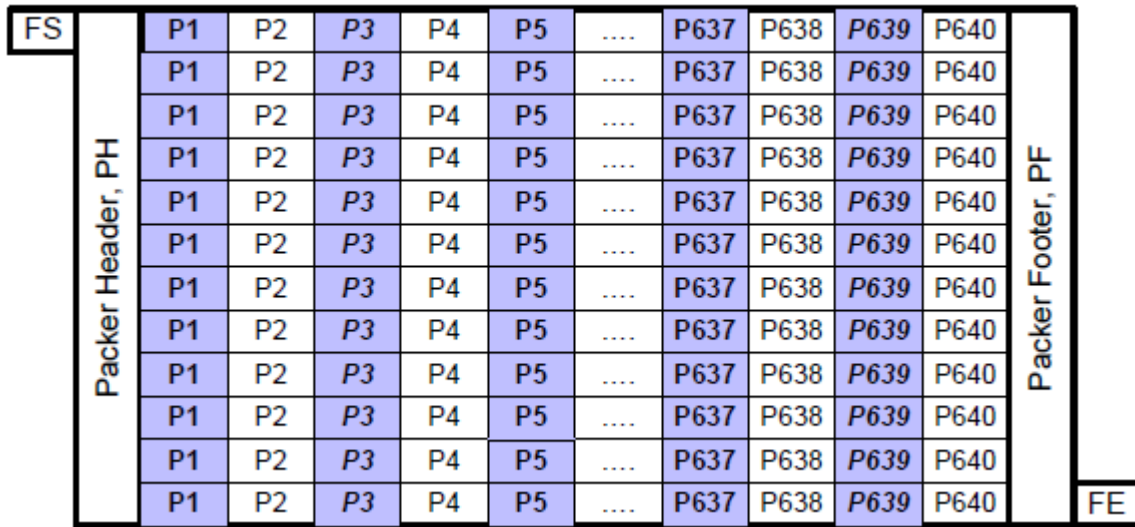 FS P1 P2 P3 P4 P5 .... P637 P638 P639 P640
P1 P2 P3 P4 P5 .... P637 P638 P639 P640
P1 P2 P3 P4 P5 .... P637 P638 P639 P640
P1 P2 P3 P4 P5 .... P637 P638 P639 P640
P1 P2 P3 P4 P5 .... P637 P638 P639 P640
P1 P2 P3 P4 P5 .... P637 P638 P639 P640
P1 P2 P3 P4 P5 .... P637 P638 P639 P640
P1 P2 P3 P4 P5 .... P637 P638 P639 P640
P1 P2 P3 P4 P5 .... P637 P638 P639 P640
P1 P2 P3 P4 P5 .... P637 P638 P639 P640
P1 P2 P3 P4 P5 .... P637 P638 P639 P640
P1 P2 P3 P4 P5 .... P637 P638 P639 P640 FE
Packer Header, PH
Packer Footer, PF